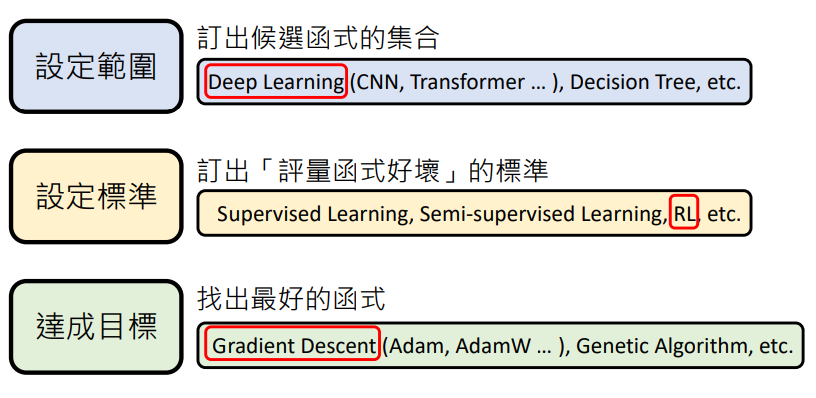 設定範圍
訂出候選函式的集合
Deep Learning (CNN, Transformer … ), Decision Tree, etc.
設定標準
訂出「評量函式好壞」的標準
Supervised Learning, Semi-supervised Learning, RL, etc.
達成目標
找出最好的函式
Gradient Descent (Adam, AdamW … ), Genetic Algorithm, etc.